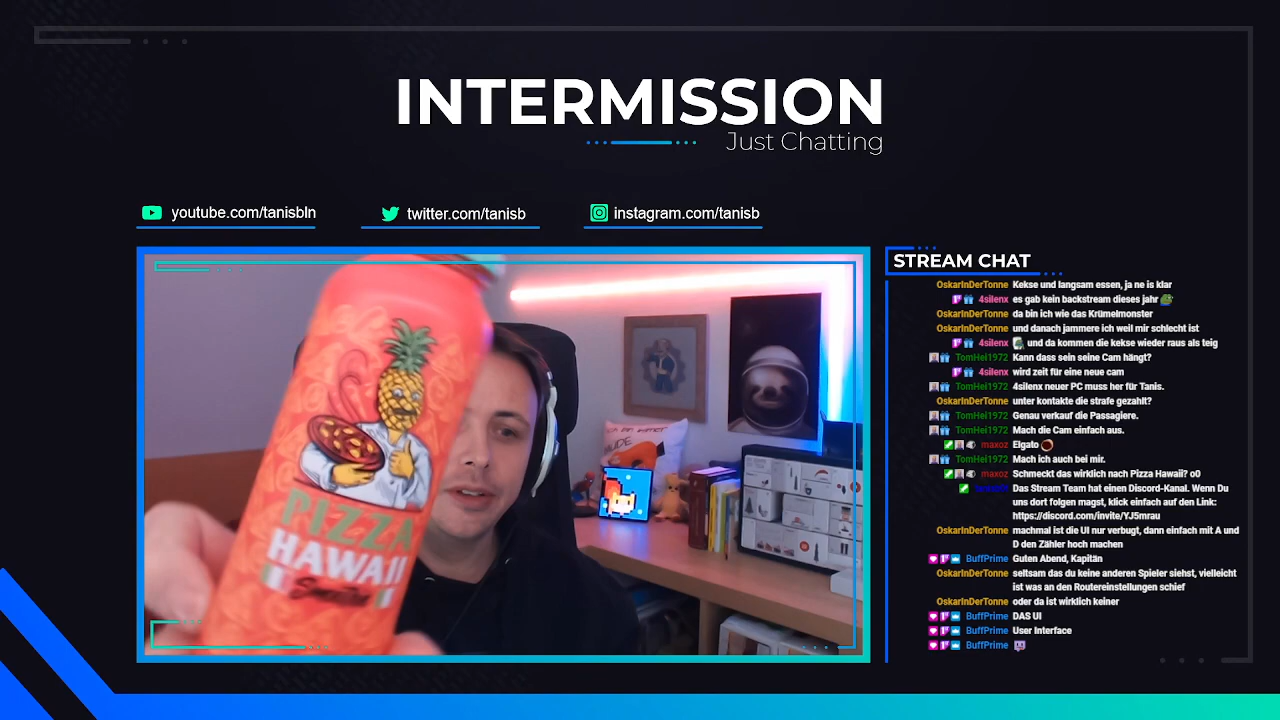 INTERMISSION
Just Chatting
youtube.com/tanisbln
twitter.com/tanisb
instagram.com/tanisb
PIZZA
HAWAII
STREAM CHAT
OskarInDerTonne Kekse und langsam essen, ja ne is klar
4silenx es gab kein backstream dieses jahr
OskarInDerTonne da bin ich wie das Krümelmonster
OskarInDerTonne und danach jammere ich weil mir schlecht ist
4silenx und da kommen die kekse wieder raus als teig
TomHei1972 Kann dass sein seine Cam hängt?
4silenx wird zeit für eine neue cam
TomHei1972 4silenx neuer PC muss her für Tanis.
OskarInDerTonne unter kontakte die strafe gezahlt?
TomHei1972 Genau verkauf die Passagiere.
TomHei1972 Mach die Cam einfach aus.
maxoz Elgato
TomHei1972 Mach ich auch bei mir.
maxoz Schmeckt das wirklich nach Pizza Hawaii? o0
Das Stream Team hat einen Discord-Kanal. Wenn Du
uns dort folgen magst, klick einfach auf den Link:
https://discord.com/invite/YJ5mrau
OskarInDerTonne machmal ist die UI nur verbugt, dann einfach mit A und
D den Zähler hoch machen
BuffPrime Guten Abend, Kapitän
OskarInDerTonne seltsam das du keine anderen Spieler siehst, vielleicht
ist was an den Routereinstellungen schief
OskarInDerTonne oder da ist wirklich keiner
BuffPrime DAS UI
BuffPrime User Interface
BuffPrime